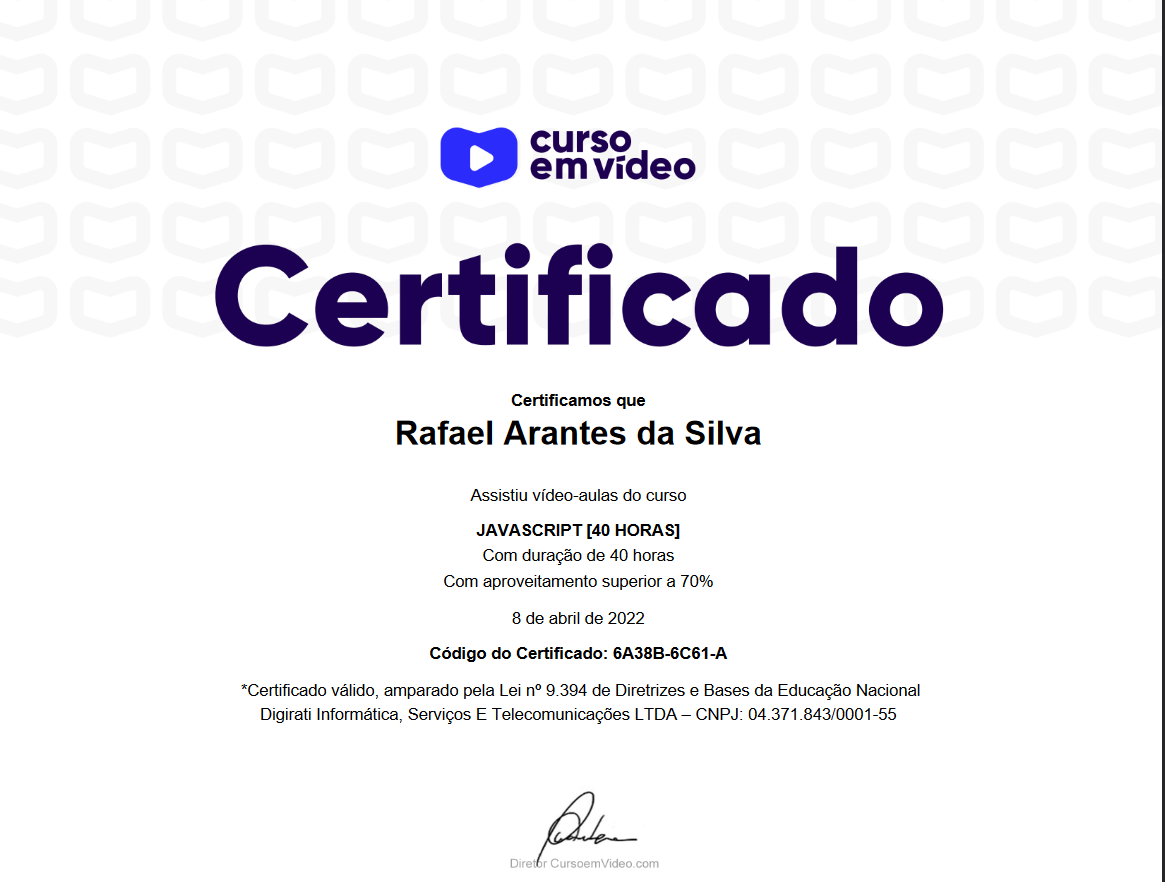 curso
em vídeo
Certificado
Certificamos que
Rafael Arantes da Silva
Assistiu vídeo-aulas do curso
JAVASCRIPT [40 HORAS]
Com duração de 40 horas
Com aproveitamento superior a 70%
8 de abril de 2022
Código do Certificado: 6A38B-6C61-A
*Certificado válido, amparado pela Lei nº 9.394 de Diretrizes e Bases da Educação Nacional
Digirati Informática, Serviços E Telecomunicações LTDA – CNPJ: 04.371.843/0001-55
Diretor CursoemVideo.com